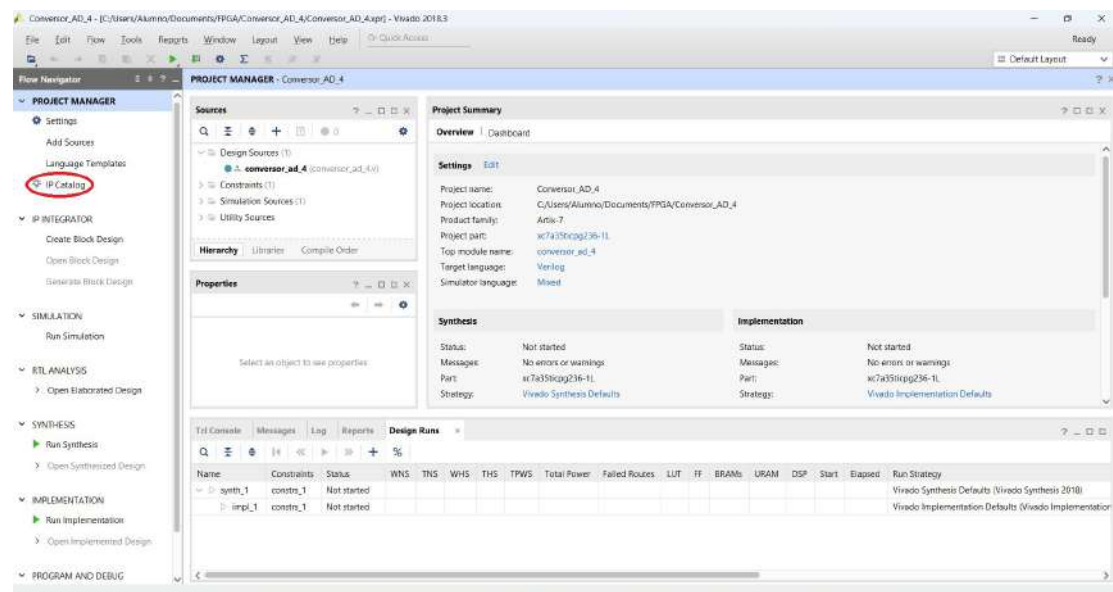 Conversor_AD_4 - [C:/Users/Alumno/Documents/FPGA/Conversor_AD_4/Conversor_AD_4.xpr] - Vivado 2018.3
File Edit Flow Tools Reports Window Layout View Help Quick Access
Ready
Default Layout
Flow Navigator
PROJECT MANAGER - Conversor_AD_4
PROJECT MANAGER
Settings
Add Sources
Language Templates
IP Catalog
IP INTEGRATOR
Create Block Design
Open Block Design
Generate Block Design
SIMULATION
Run Simulation
RTL ANALYSIS
Open Elaborated Design
SYNTHESIS
Run Synthesis
Open Synthesized Design
IMPLEMENTATION
Run Implementation
Open Implemented Design
PROGRAM AND DEBUG
Sources
Design Sources (1)
conversor_ad_4 (conversor_ad_4.v)
Constraints (1)
Simulation Sources (1)
Utility Sources
Hierarchy Libraries Compile Order
Properties
Select an object to see properties
Project Summary
Overview | Dashboard
Settings Edit
Project name: Conversor_AD_4
Project location: C:/Users/Alumno/Documents/FPGA/Conversor_AD_4
Product family: Artix-7
Project part: xc7a35ticpg236-1L
Top module name: conversor_ad_4
Target language: Verilog
Simulator language: Mixed
Synthesis
Status: Not started
Messages: No errors or warnings
Part: xc7a35ticpg236-1L
Strategy: Vivado Synthesis Defaults
Implementation
Status: Not started
Messages: No errors or warnings
Part: xc7a35ticpg236-1L
Strategy: Vivado Implementation Defaults
Tcl Console Messages Log Reports Design Runs
Name Constraints Status WNS TNS WHS THS TPWS Total Power Failed Routes LUT FF BRAMs URAM DSP Start Elapsed Run Strategy
synth_1 constrs_1 Not started Vivado Synthesis Defaults (Vivado Synthesis 2018)
impl_1 constrs_1 Not started Vivado Implementation Defaults (Vivado Implementation